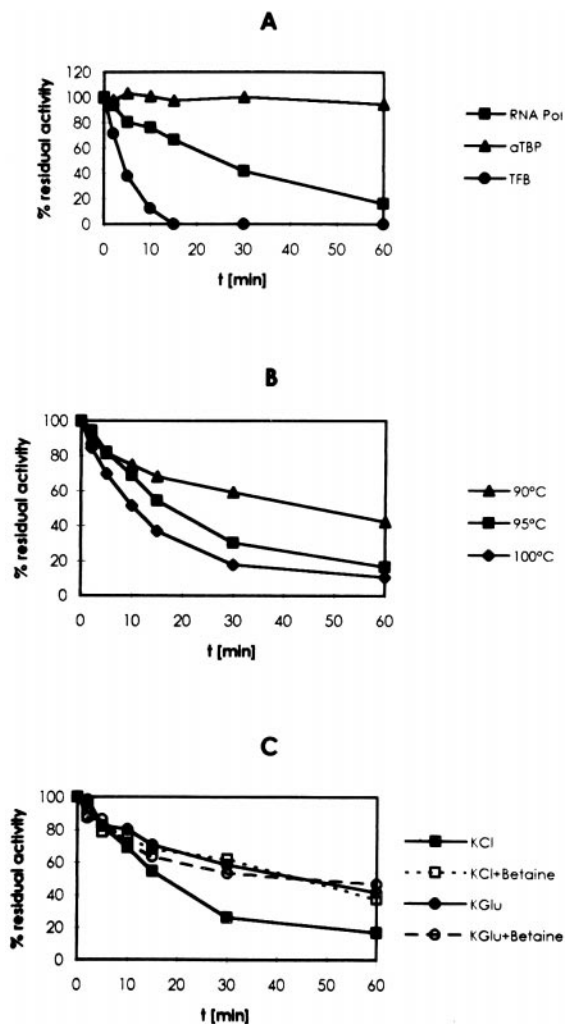 A
% residual activity
120
100
80
60
40
20
0
0 10 20 30 40 50 60
t [min]
RNA Pol
aTBP
TFB
B
% residual activity
100
80
60
40
20
0
0 10 20 30 40 50 60
t [min]
90°C
95°C
100°C
C
% residual activity
100
80
60
40
20
0
0 10 20 30 40 50 60
t [min]
KCl
KCl+Betaine
KGlu
KGlu+Betaine